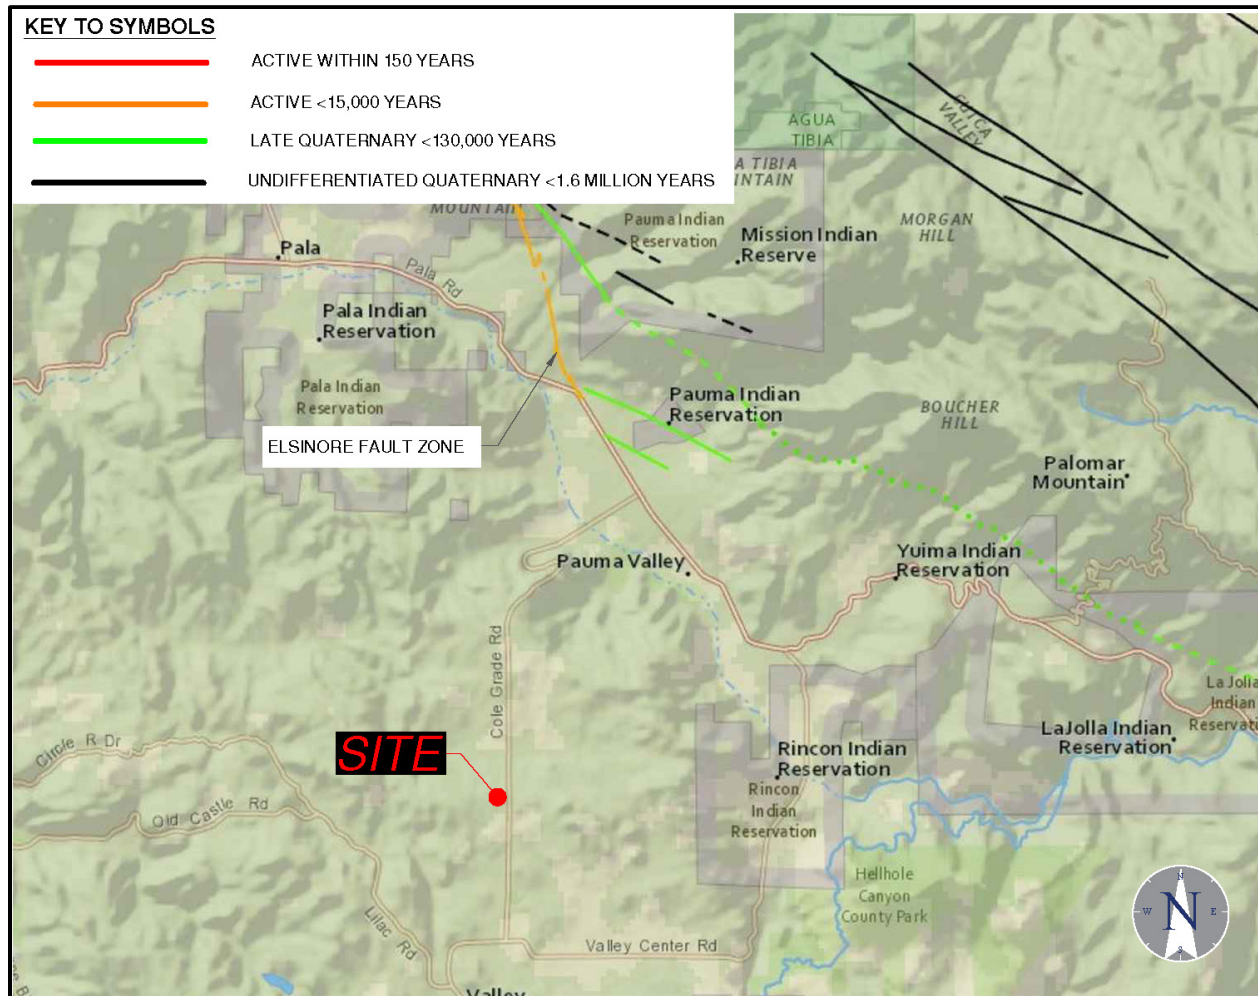 KEY TO SYMBOLS
ACTIVE WITHIN 150 YEARS
ACTIVE <15,000 YEARS
LATE QUATERNARY <130,000 YEARS
UNDIFFERENTIATED QUATERNARY <1.6 MILLION YEARS
AGUA
TIBIA
CUTCA
VALLEY
A TIBIA
INTAIN
MOUNTAIN
Pauma Indian
Reservation
Mission Indian
Reserve
MORGAN
HILL
Pala
Pala Rd
Pala Indian
Reservation
Pala Indian
Reservation
Pauma Indian
Reservation
BOUCHER
HILL
ELSINORE FAULT ZONE
Palomar
Mountain
Pauma Valley
Yuima Indian
Reservation
Cole Grade Rd
La Jolla
Indian
Reservati
LaJolla Indian
Reservation
Circle R Dr
SITE
Rincon Indian
Reservation
Rincon
Indian
Reservation
Old Castle Rd
Hellhole
Canyon
County Park
Lilac Rd
Valley Center Rd
Valley
N
W
E
S
N